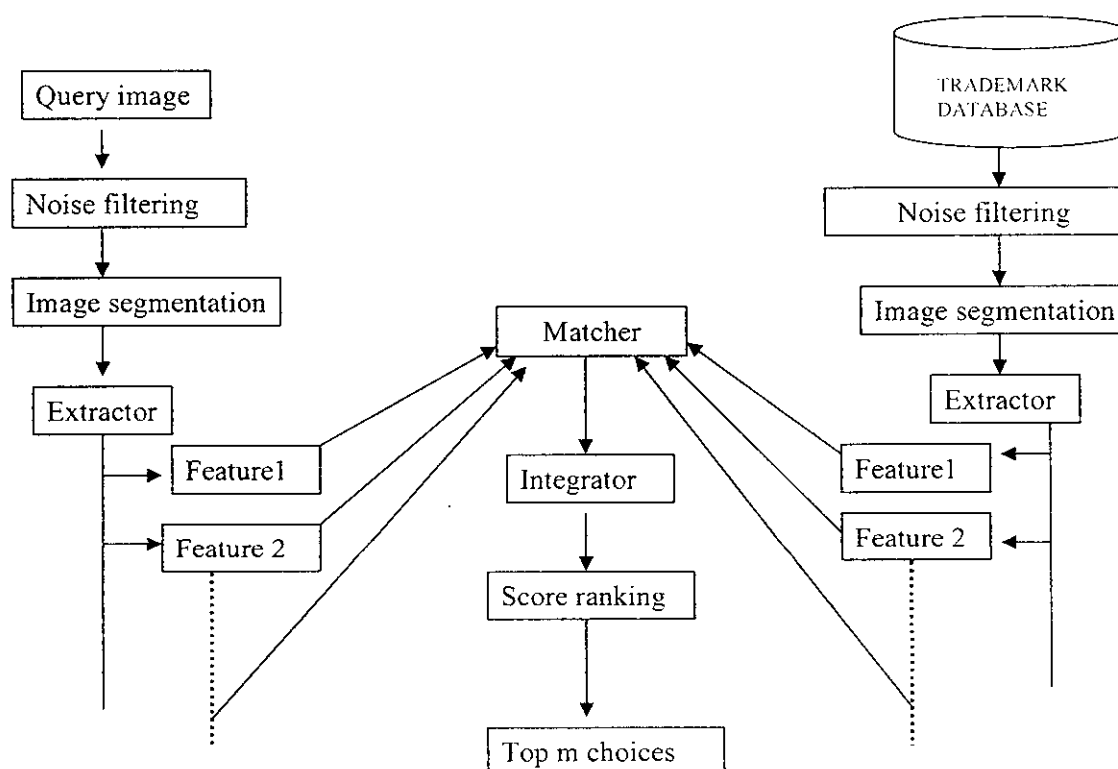 Query image
Noise filtering
Image segmentation
Extractor
Feature1
Feature 2
Matcher
Integrator
Score ranking
Top m choices
TRADEMARK
DATABASE
Noise filtering
Image segmentation
Extractor
Feature1
Feature 2